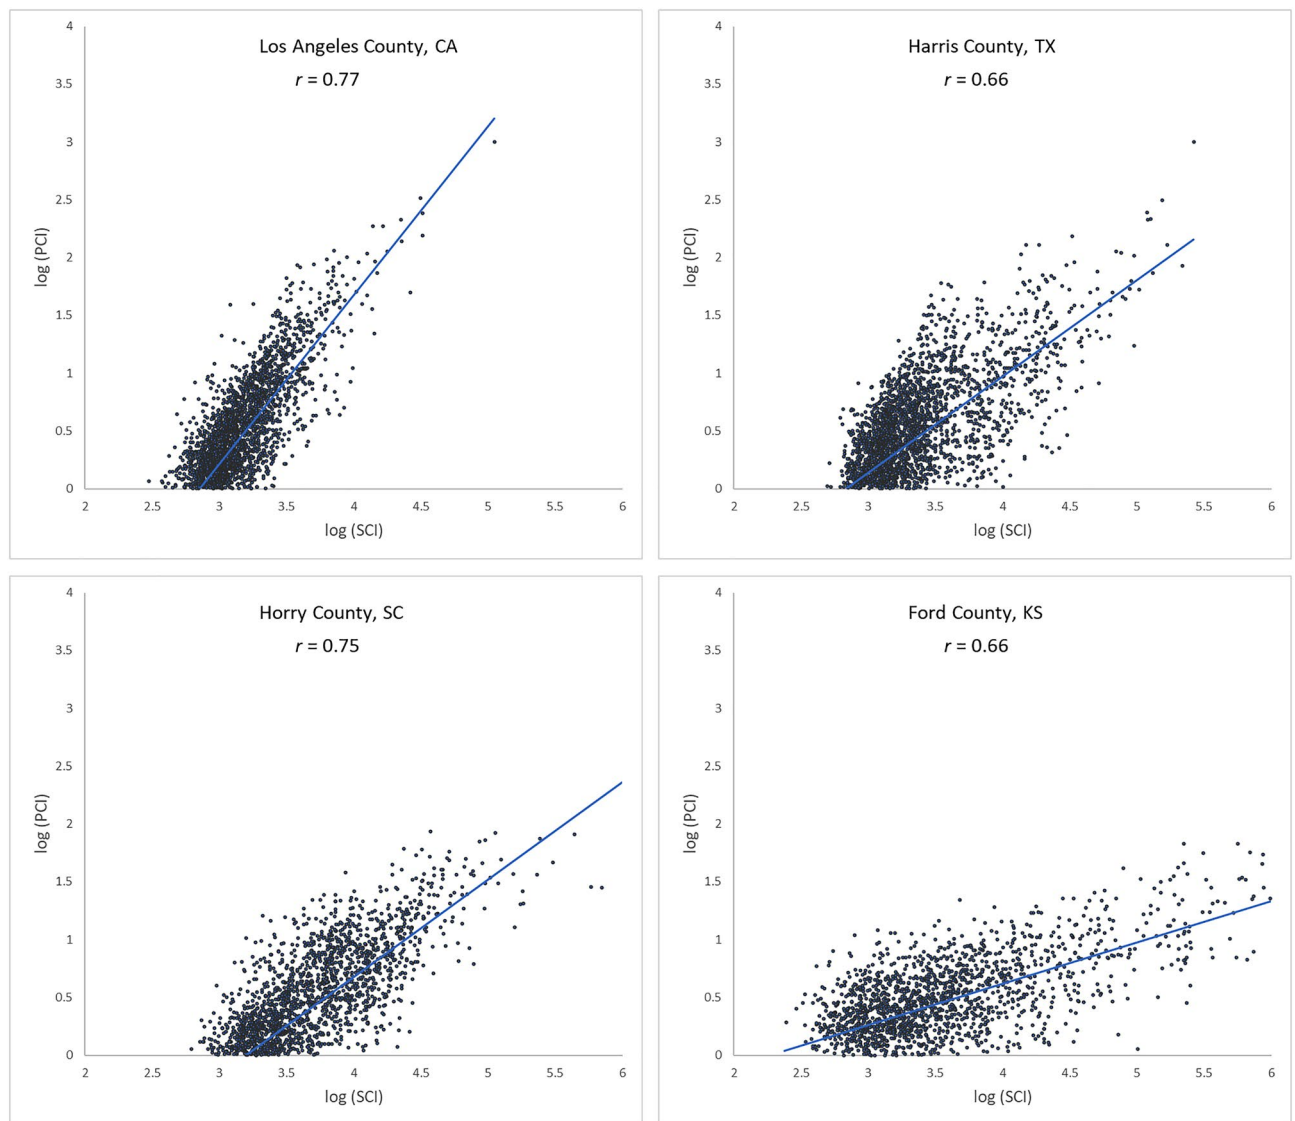 Los Angeles County, CA
r = 0.77
4
3.5
3
2.5
2
1.5
1
0.5
0
log (PCI)
2 2.5 3 3.5 4 4.5 5 5.5 6
log (SCI)
Harris County, TX
r = 0.66
4
3.5
3
2.5
2
1.5
1
0.5
0
log (PCI)
2 2.5 3 3.5 4 4.5 5 5.5 6
log (SCI)
Horry County, SC
r = 0.75
4
3.5
3
2.5
2
1.5
1
0.5
0
log (PCI)
2 2.5 3 3.5 4 4.5 5 5.5 6
log (SCI)
Ford County, KS
r = 0.66
4
3.5
3
2.5
2
1.5
1
0.5
0
log (PCI)
2 2.5 3 3.5 4 4.5 5 5.5 6
log (SCI)